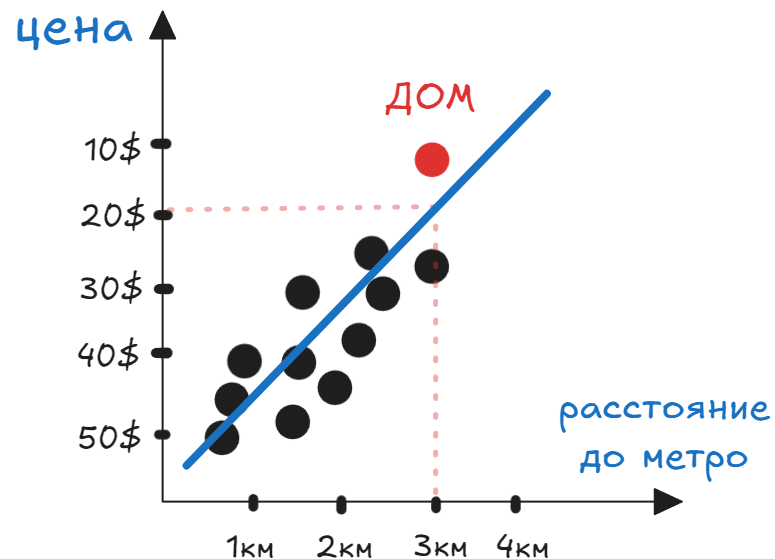 цена
дом
10$
20$
30$
40$
50$
расстояние
до метро
1км 2км 3км 4км